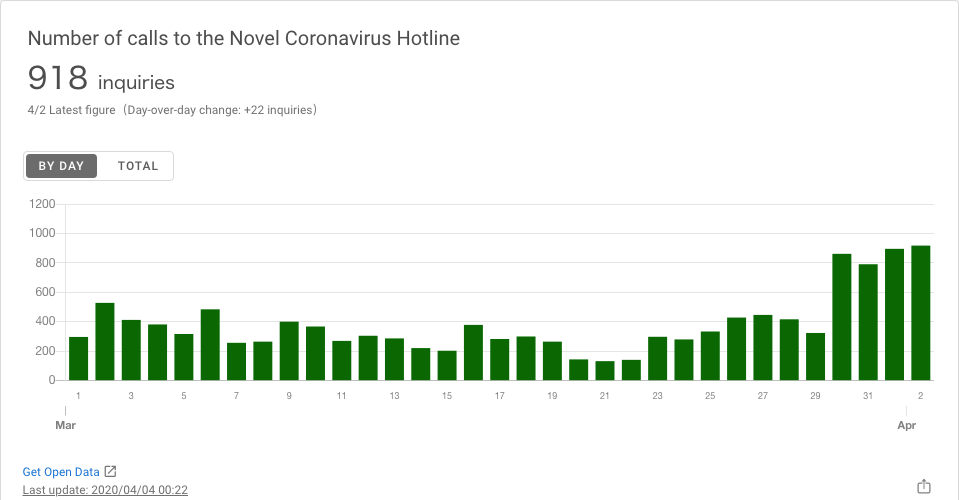 Number of calls to the Novel Coronavirus Hotline
918 inquiries
4/2 Latest figure（Day-over-day change: +22 inquiries）
BY DAY TOTAL
1200
1000
800
600
400
200
0
1 3 5 7 9 11 13 15 17 19 21 23 25 27 29 31 2
Mar Apr
Get Open Data
Last update: 2020/04/04 00:22